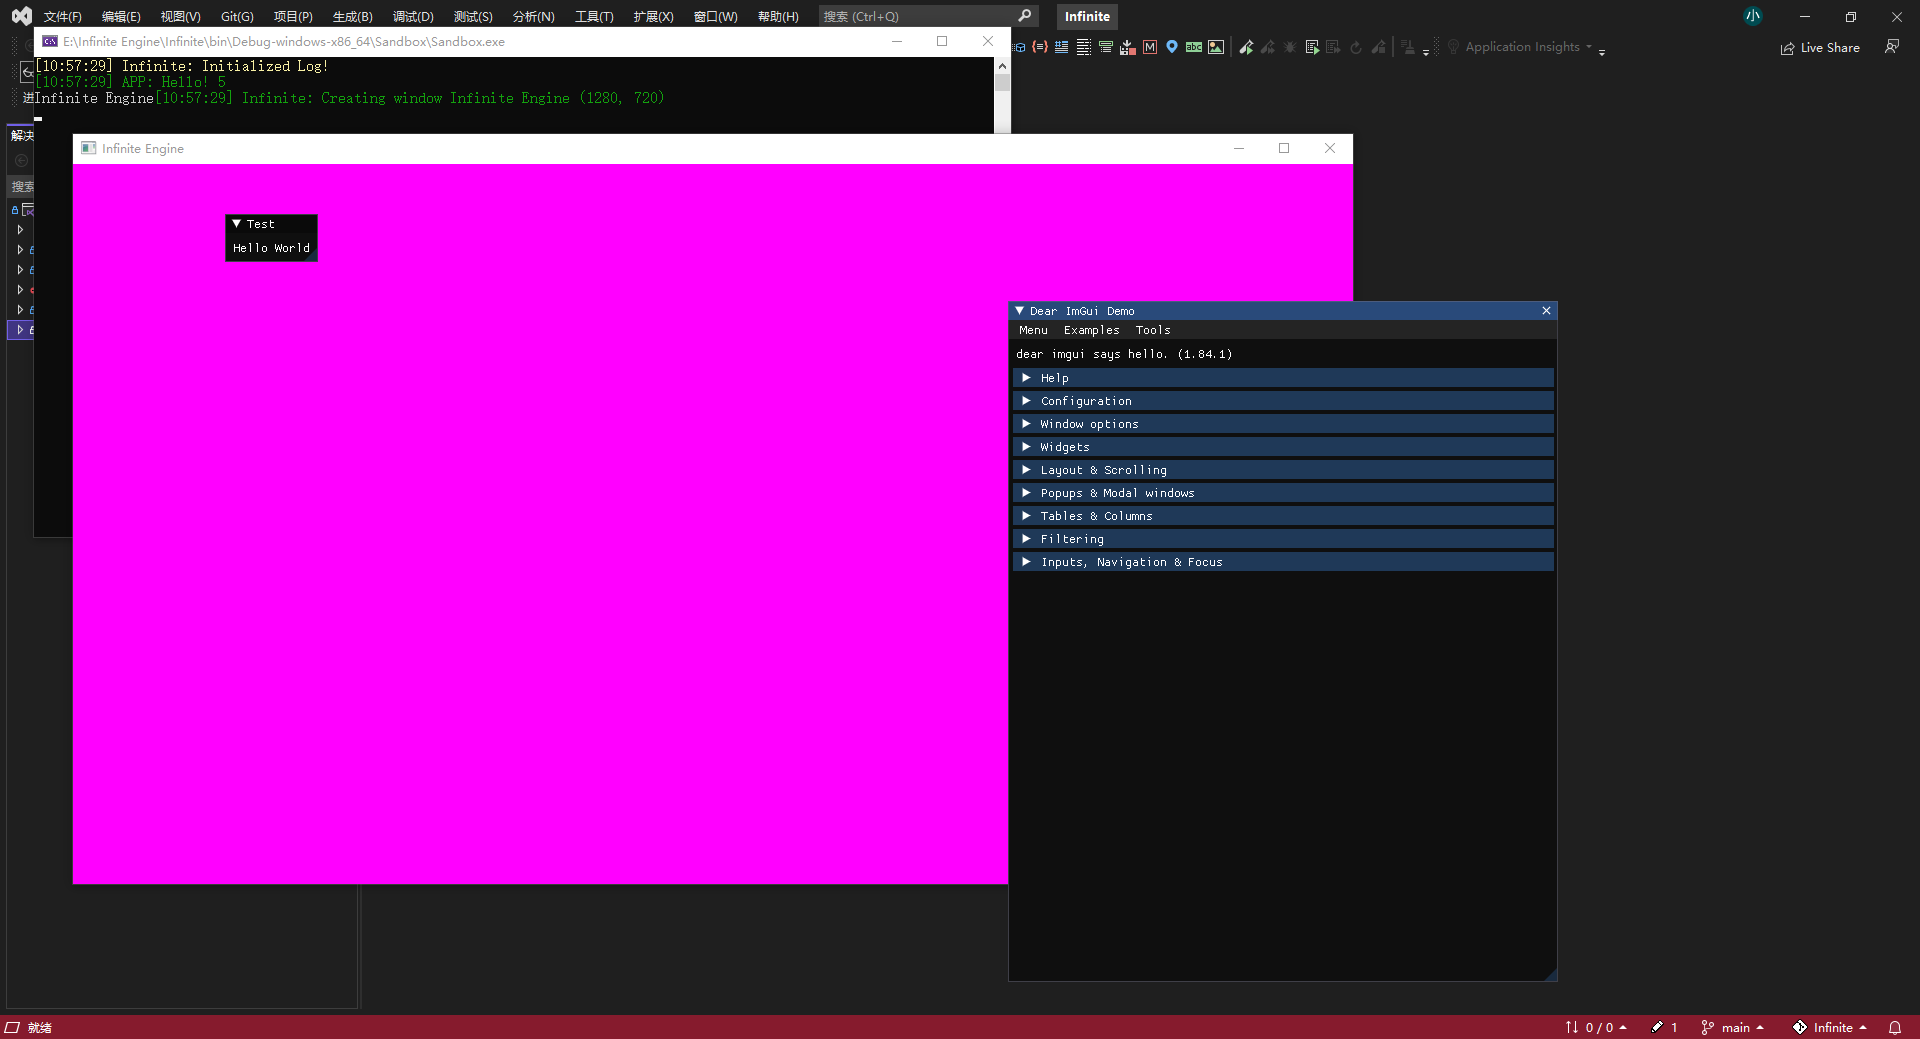 文件(F) 编辑(E) 视图(V) Git(G) 项目(P) 生成(B) 调试(D) 测试(S) 分析(N) 工具(T) 扩展(X) 窗口(W) 帮助(H) 搜索 (Ctrl+Q) Infinite 小
E:\Infinite Engine\Infinite\bin\Debug-windows-x86_64\Sandbox\Sandbox.exe
Application Insights
Live Share
[10:57:29] Infinite: Initialized Log!
[10:57:29] APP: Hello! 5
Infinite Engine[10:57:29] Infinite: Creating window Infinite Engine (1280, 720)
进
解决
搜索
Infinite Engine
Test
Hello World
Dear ImGui Demo
Menu Examples Tools
dear imgui says hello. (1.84.1)
Help
Configuration
Window options
Widgets
Layout & Scrolling
Popups & Modal windows
Tables & Columns
Filtering
Inputs, Navigation & Focus
就绪 0 / 0 1 main Infinite